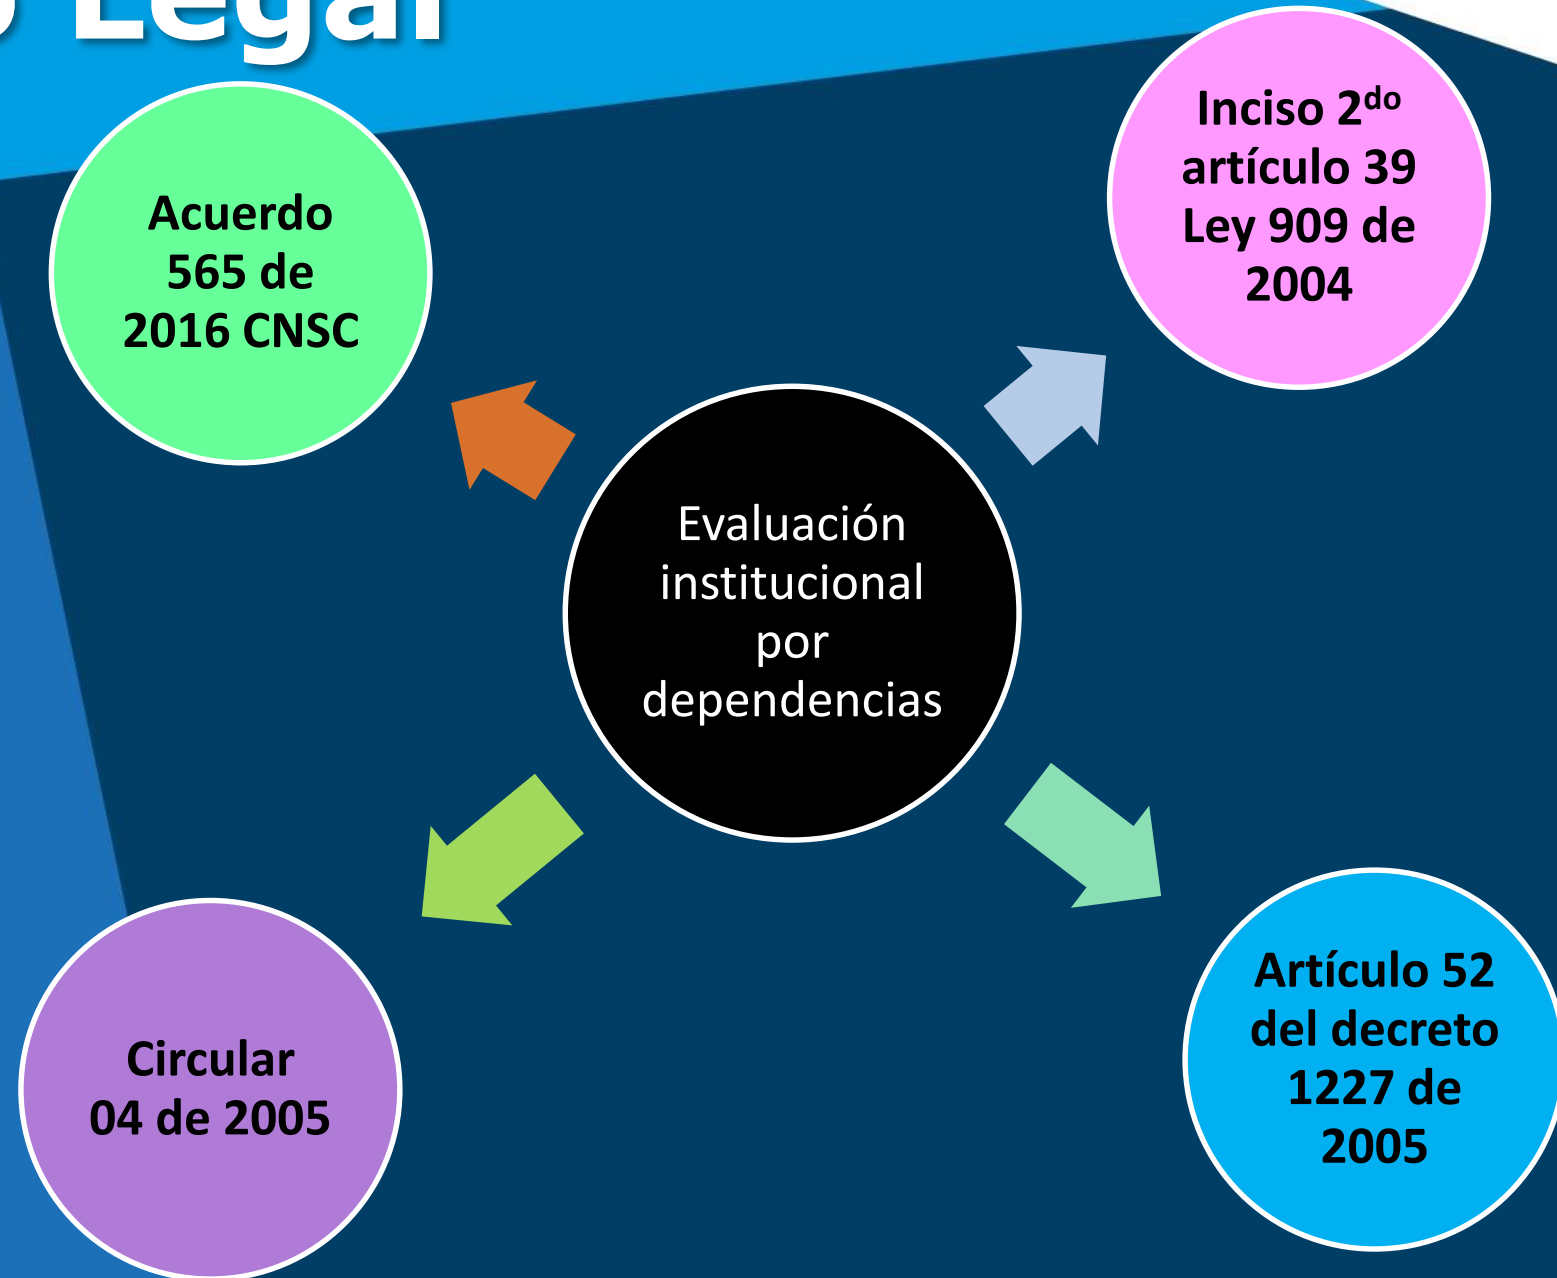 Legal
Acuerdo
565 de
2016 CNSC
Inciso 2do
artículo 39
Ley 909 de
2004
Evaluación
institucional
por
dependencias
Circular
04 de 2005
Artículo 52
del decreto
1227 de
2005